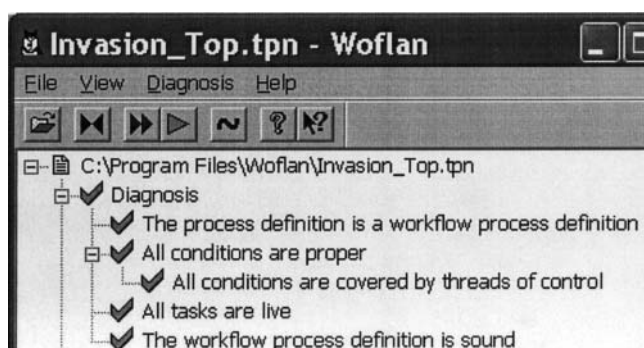 Invasion_Top.tpn - Woflan
File View Diagnosis Help
C:\Program Files\Woflan\Invasion_Top.tpn
Diagnosis
The process definition is a workflow process definition
All conditions are proper
All conditions are covered by threads of control
All tasks are live
The workflow process definition is sound